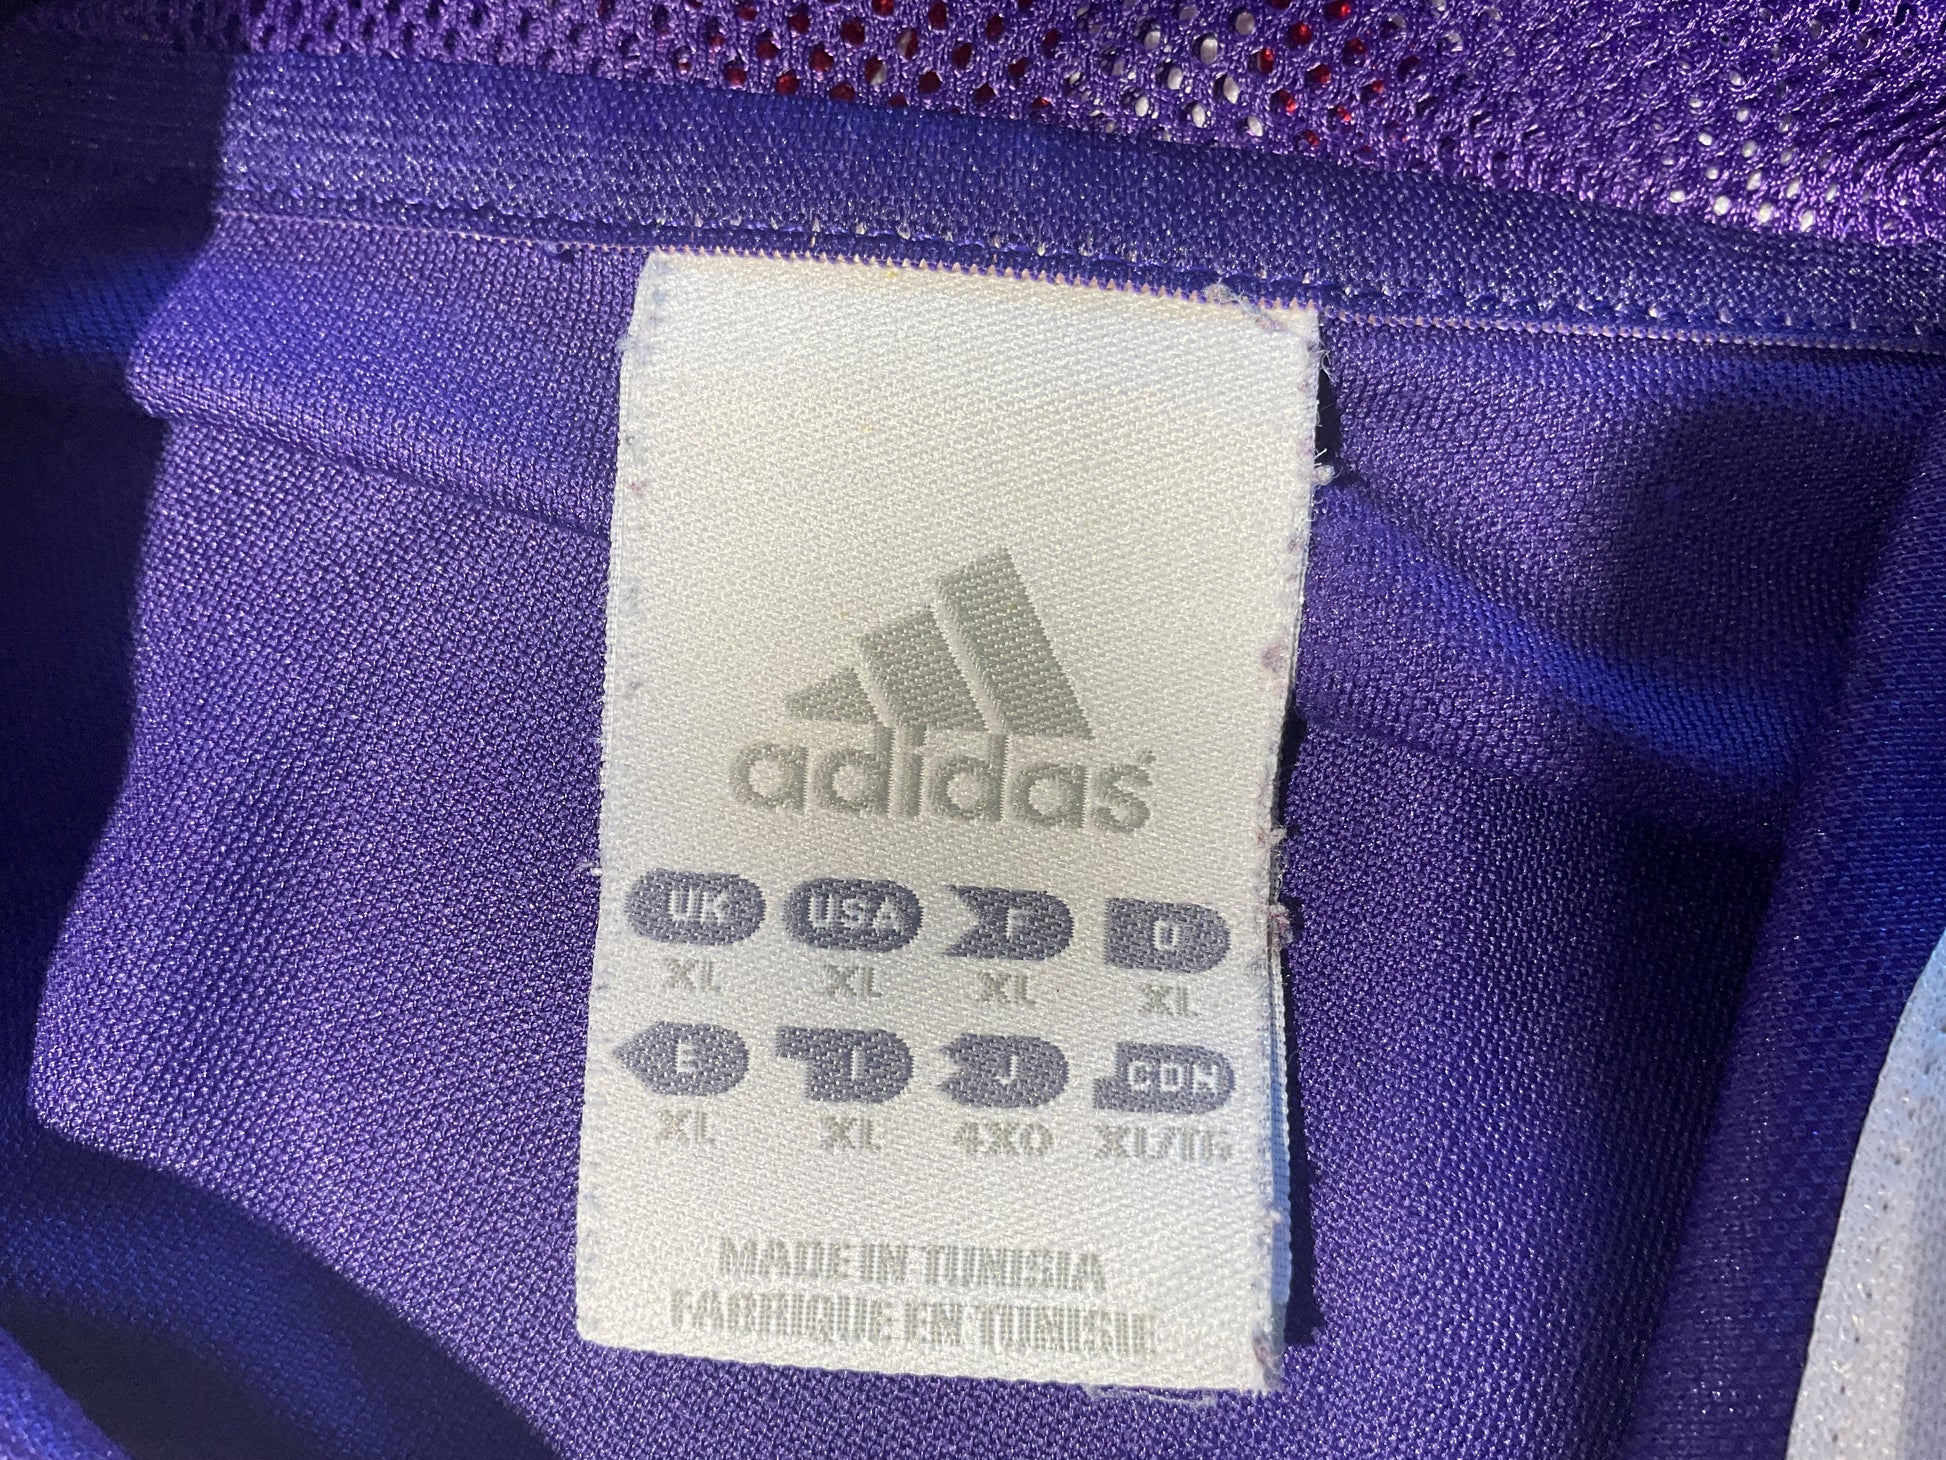 adidas
UK USA F D
XL XL XL XL
E I J CDN
XL XL 4XO XL/TG
MADE IN TUNISIA
FABRIQUE EN TUNISIE